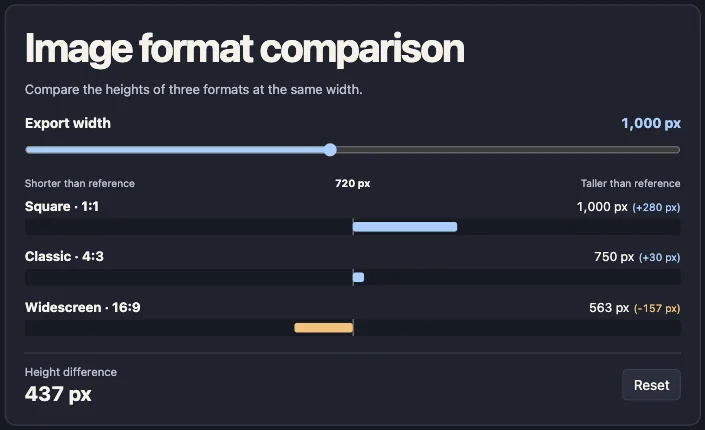 Image format comparison
Compare the heights of three formats at the same width.
Export width 1,000 px
Shorter than reference 720 px Taller than reference
Square · 1:1 1,000 px (+280 px)
Classic · 4:3 750 px (+30 px)
Widescreen · 16:9 563 px (-157 px)
Height difference
437 px
Reset